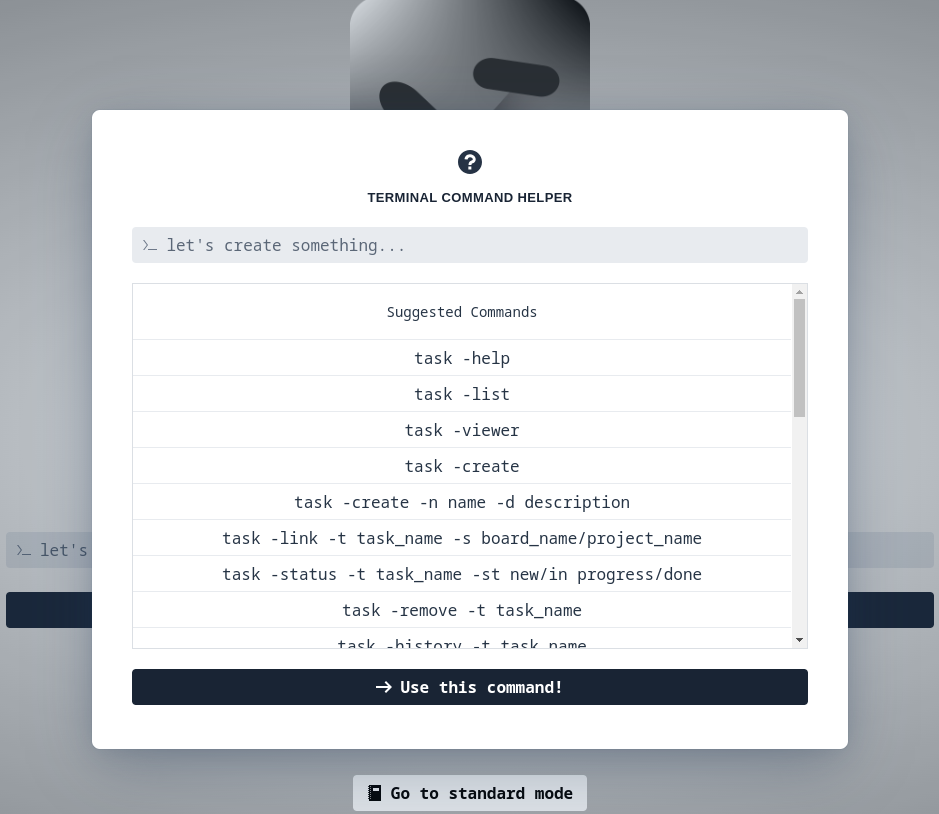 TERMINAL COMMAND HELPER
let's create something...
Suggested Commands
task -help
task -list
task -viewer
task -create
task -create -n name -d description
task -link -t task_name -s board_name/project_name
task -status -t task_name -st new/in progress/done
task -remove -t task_name
task -history -t task_name
let's
Use this command!
Go to standard mode